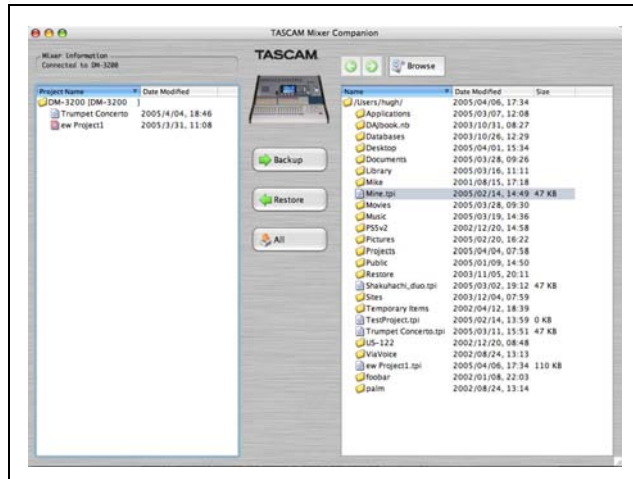 TASCAM Mixer Companion
Mixer Information
Connected to DM-3200
TASCAM
Browse
Project Name Date Modified
DM-3200 [DM-3200 ]
Trumpet Concerto 2005/4/04, 18:46
ew Project1 2005/3/31, 11:08
Backup
Restore
All
Name Date Modified Size
/Users/hugh/ 2005/04/06, 17:34
Applications 2005/03/07, 12:08
DAJbook.nb 2003/10/31, 08:27
Databases 2003/10/26, 12:29
Desktop 2005/04/01, 15:34
Documents 2005/03/28, 09:26
Library 2005/03/16, 11:11
Mike 2001/08/15, 17:18
Mine.tpi 2005/02/14, 14:49 47 KB
Movies 2005/03/28, 09:30
Music 2005/03/19, 14:36
PSSv2 2002/12/20, 14:58
Pictures 2005/02/20, 16:22
Projects 2005/04/04, 07:58
Public 2005/01/09, 14:50
Restore 2003/11/05, 20:11
Shakuhachi_duo.tpi 2005/03/02, 19:12 47 KB
Sites 2003/12/04, 07:59
Temporary Items 2002/04/12, 18:39
TestProject.tpi 2005/02/14, 13:59 0 KB
Trumpet Concerto.tpi 2005/03/11, 15:51 47 KB
US-122 2002/12/20, 08:48
ViaVoice 2002/08/24, 13:13
ew Project1.tpi 2005/04/06, 17:34 110 KB
foobar 2002/01/08, 22:03
palm 2002/08/24, 13:14